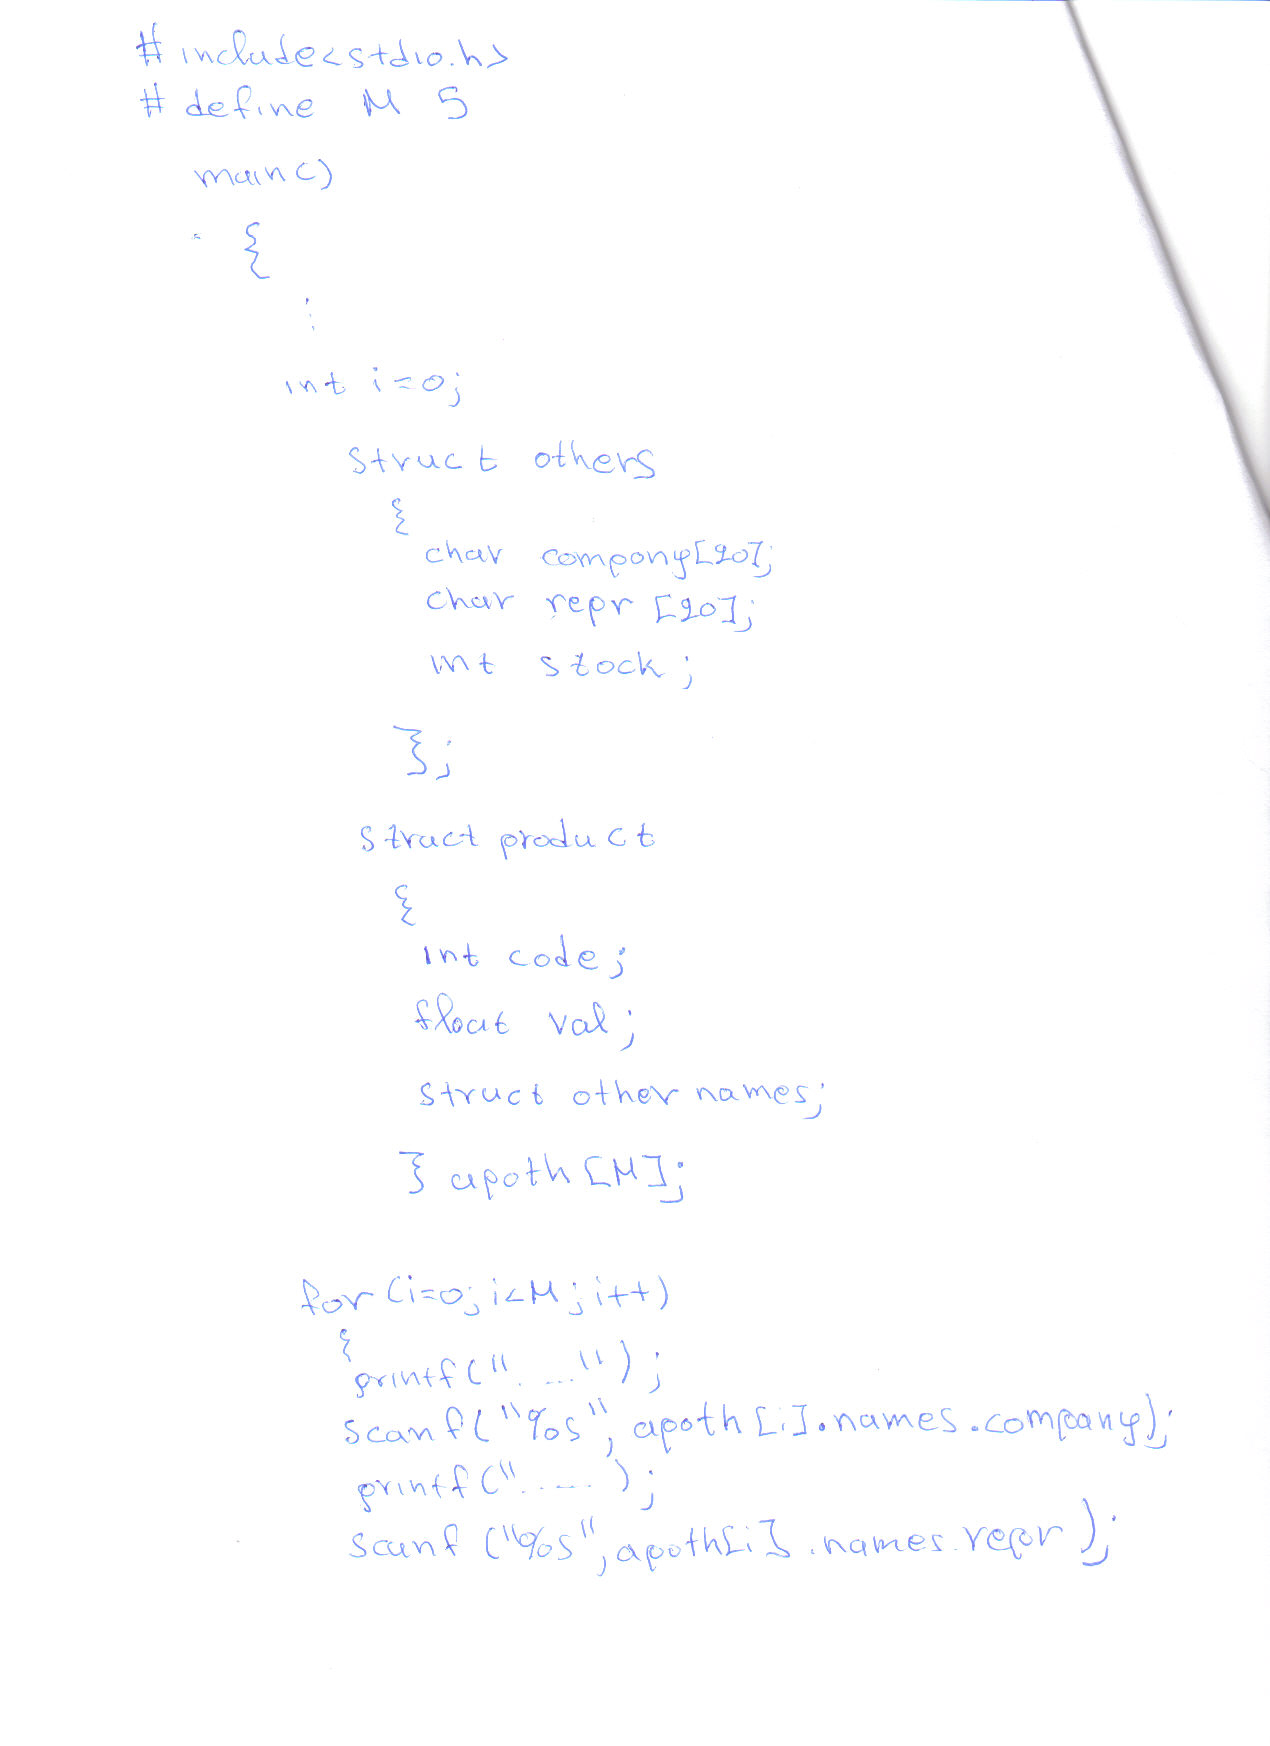 #include<stdio.h>
#define M 5
main()
{
:
int i=0;
struct others
{
char compony[20];
char repr [20];
int stock;
};
struct product
{
int code;
float val;
struct other names;
} apoth[M];
for (i=0; i<M; i++)
{
printf("....");
scanf("%s", apoth[i].names.company);
printf("..... );
scanf ("%s", apoth[i].names.repr);